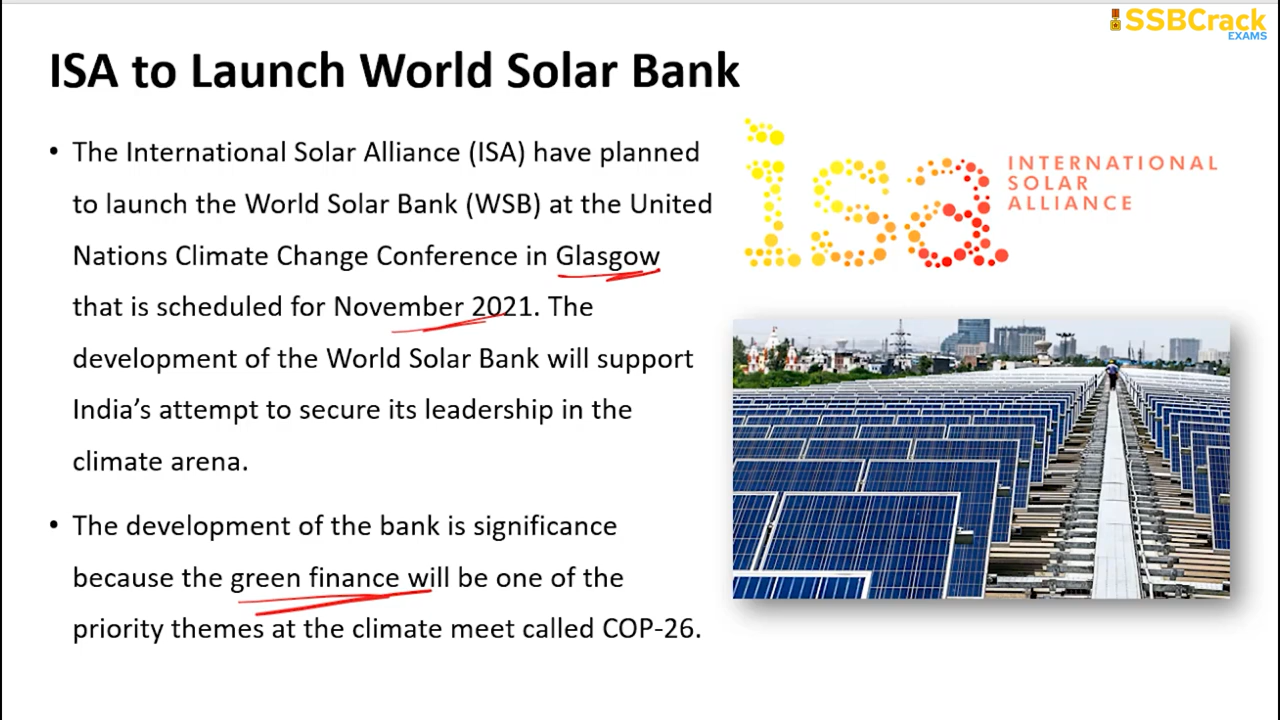 SSBCrack
EXAMS
ISA to Launch World Solar Bank
• The International Solar Alliance (ISA) have planned
to launch the World Solar Bank (WSB) at the United
Nations Climate Change Conference in Glasgow
that is scheduled for November 2021. The
development of the World Solar Bank will support
India’s attempt to secure its leadership in the
climate arena.
• The development of the bank is significance
because the green finance will be one of the
priority themes at the climate meet called COP-26.
isa
INTERNATIONAL
SOLAR
ALLIANCE